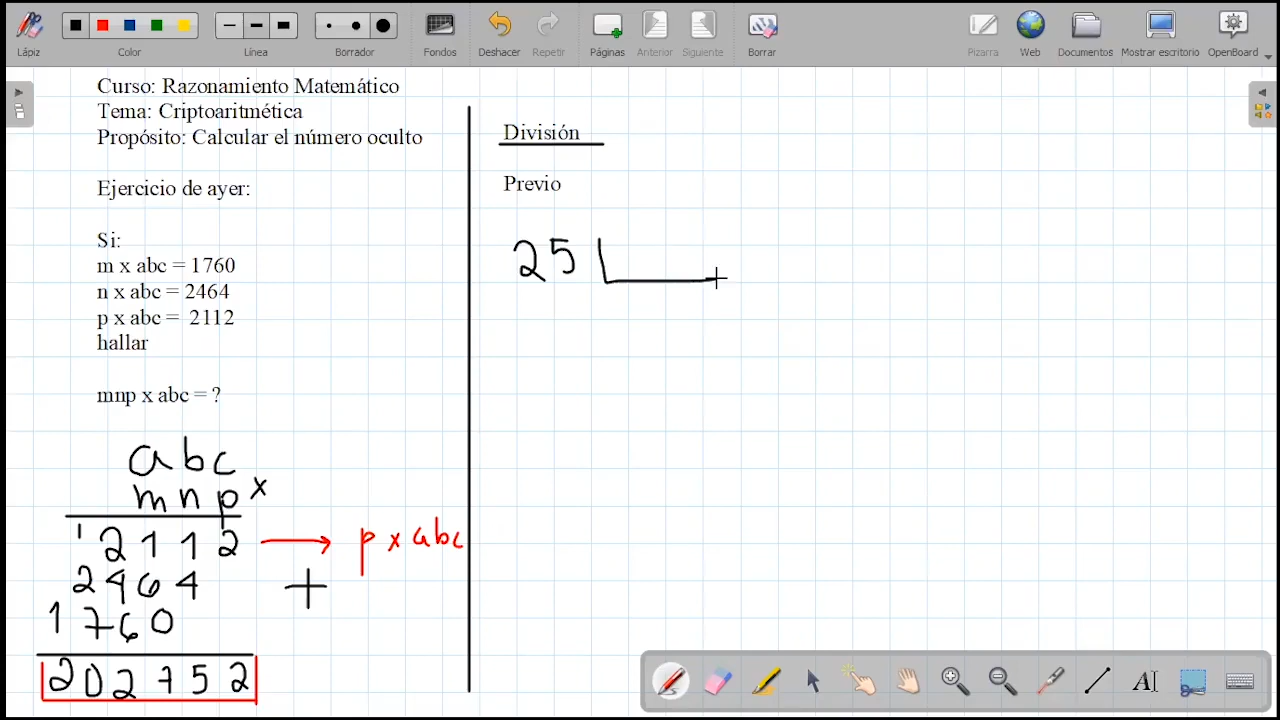 Lápiz
Color
Línea
Borrador
Fondos
Deshacer
Repetir
Páginas
Anterior
Siguiente
Borrar
Pizarra
Web
Documentos
Mostrar escritorio
OpenBoard
Curso: Razonamiento Matemático
Tema: Criptoaritmética
Propósito: Calcular el número oculto
Ejercicio de ayer:
Si:
m x abc = 1760
n x abc = 2464
p x abc = 2112
hallar
mnp x abc = ?
abc
mnp x
1 2112 → p x abc
2464 +
1760
202752
División
Previo
25